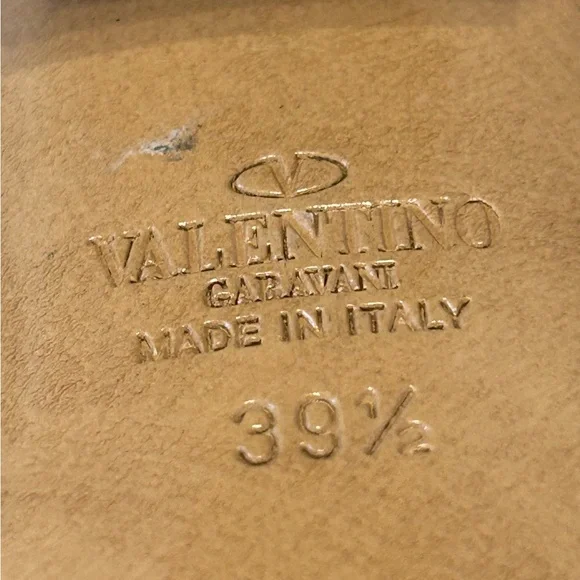 V
VALENTINO
GARAVANI
MADE IN ITALY
39½